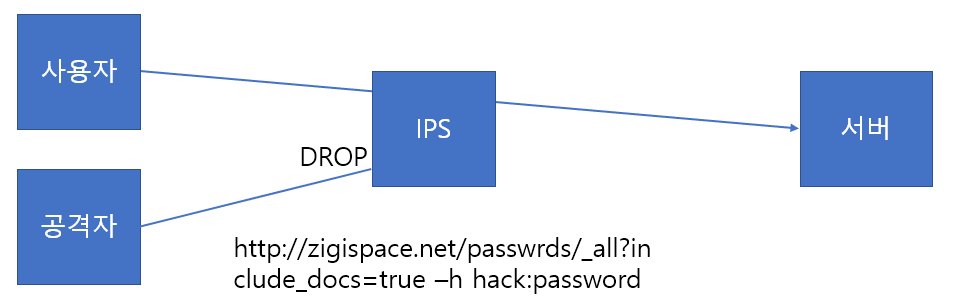 사용자
IPS
서버
DROP
공격자
http://zigispace.net/passwrds/_all?in
clude_docs=true –h hack:password